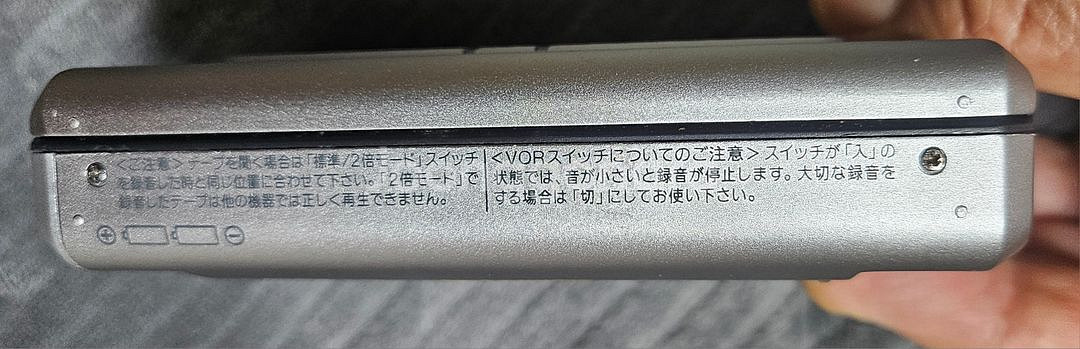 <ご注意> テープを聞く場合は「標準/2倍モード」スイッチ
を録音した時と同じ位置に合わせて下さい。「2倍モード」で
録音したテープは他の機器では正しく再生できません。
<VORスイッチについてのご注意> スイッチが「入」の
状態では、音が小さいと録音が停止します。大切な録音を
する場合は「切」にしてお使い下さい。
⊕ ⊖